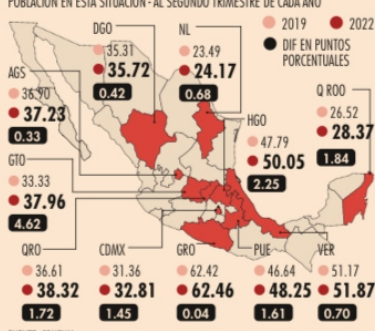 POBLACIÓN EN ESTA SITUACIÓN - AL SEGUNDO TRIMESTRE DE CADA AÑO
2019 2022
DIF EN PUNTOS
PORCENTUALES
DGO
35.31
35.72
0.42
NL
23.49
24.17
0.68
AGS
36.90
37.23
0.33
HGO
47.79
50.05
2.25
Q ROO
26.52
28.37
1.84
GTO
33.33
37.96
4.62
QRO
36.61
38.32
1.72
CDMX
31.36
32.81
1.45
GRO
62.42
62.46
0.04
PUE
46.64
48.25
1.61
VER
51.17
51.87
0.70